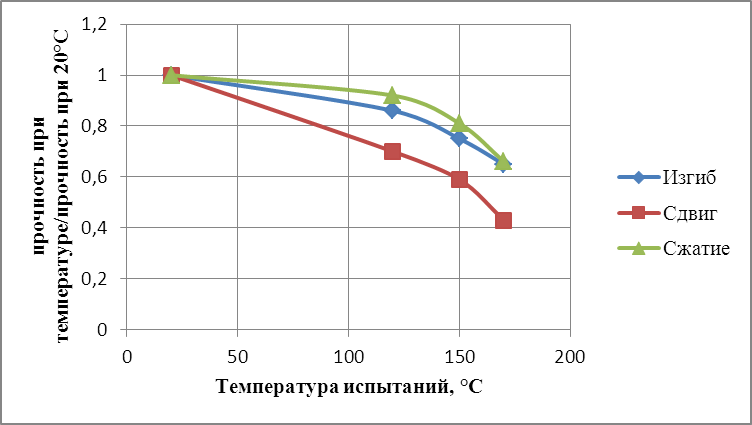 1,2
1
0,8
0,6
0,4
0,2
0
0
50
100
150
200
прочность при
температуре/прочность при 20°C
Температура испытаний, °C
Изгиб
Сдвиг
Сжатие